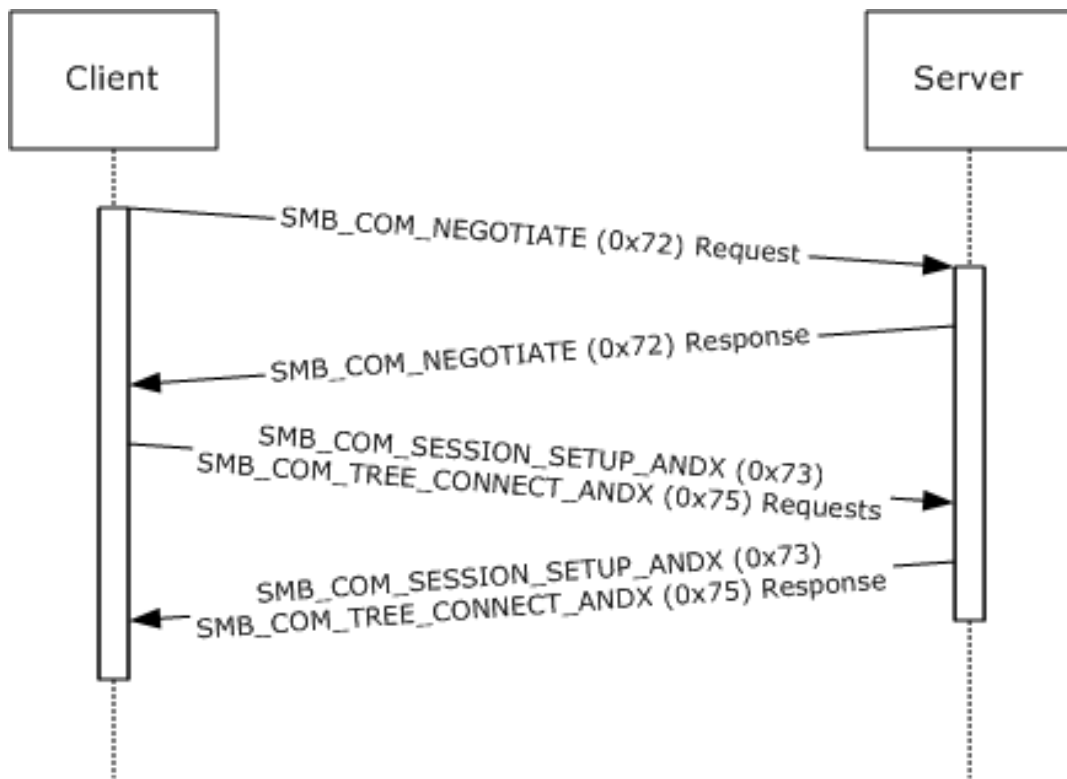 Client
Server
SMB_COM_NEGOTIATE (0x72) Request
SMB_COM_NEGOTIATE (0x72) Response
SMB_COM_SESSION_SETUP_ANDX (0x73)
SMB_COM_TREE_CONNECT_ANDX (0x75) Requests
SMB_COM_SESSION_SETUP_ANDX (0x73)
SMB_COM_TREE_CONNECT_ANDX (0x75) Response